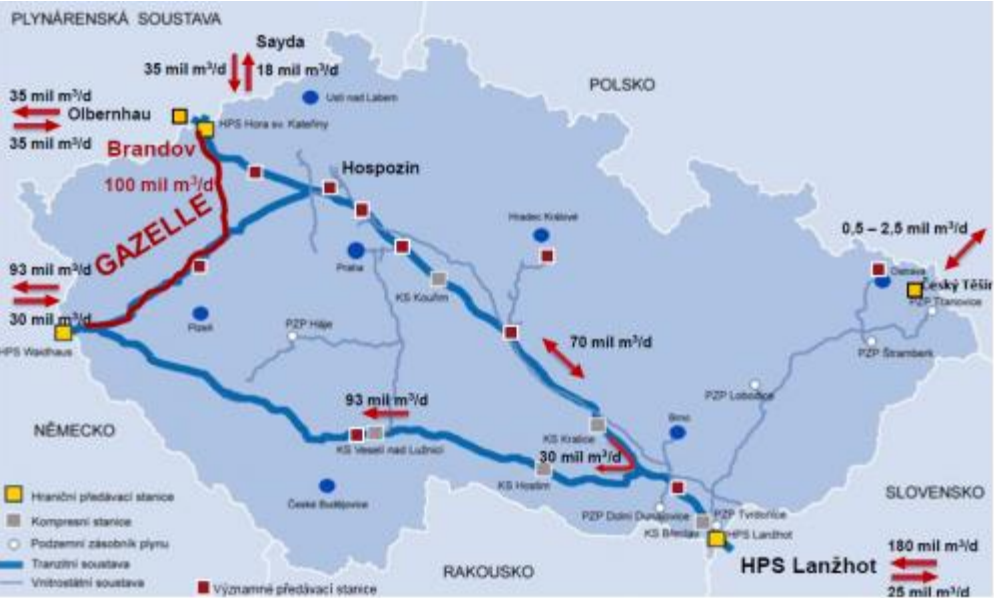 PLYNÁRENSKÁ SOUSTAVA
Sayda
35 mil m³/d
18 mil m³/d
POLSKO
35 mil m³/d
Olbernhau
35 mil m³/d
Ústí nad Labem
HPS Hora sv. Kateřiny
Brandov
100 mil m³/d
GAZELLE
Hospozín
Hradec Králové
0,5 – 2,5 mil m³/d
Praha
Ostrava
Český Těšín
PZP Třanovice
93 mil m³/d
30 mil m³/d
HPS Waidhaus
KS Kouřim
Plzeň
PZP Háje
70 mil m³/d
PZP Štramberk
PZP Lobodice
93 mil m³/d
NĚMECKO
KS Veselí nad Lužnicí
Brno
KS Kralice
30 mil m³/d
KS Hostim
České Budějovice
SLOVENSKO
Hraniční předávací stanice
Kompresní stanice
Podzemní zásobník plynu
Tranzitní soustava
Vnitrostátní soustava
Významné předávací stanice
PZP Dolní Dunajovice
PZP Tvrdonice
KS Břeclav
HPS Lanžhot
RAKOUSKO
HPS Lanžhot
180 mil m³/d
25 mil m³/d